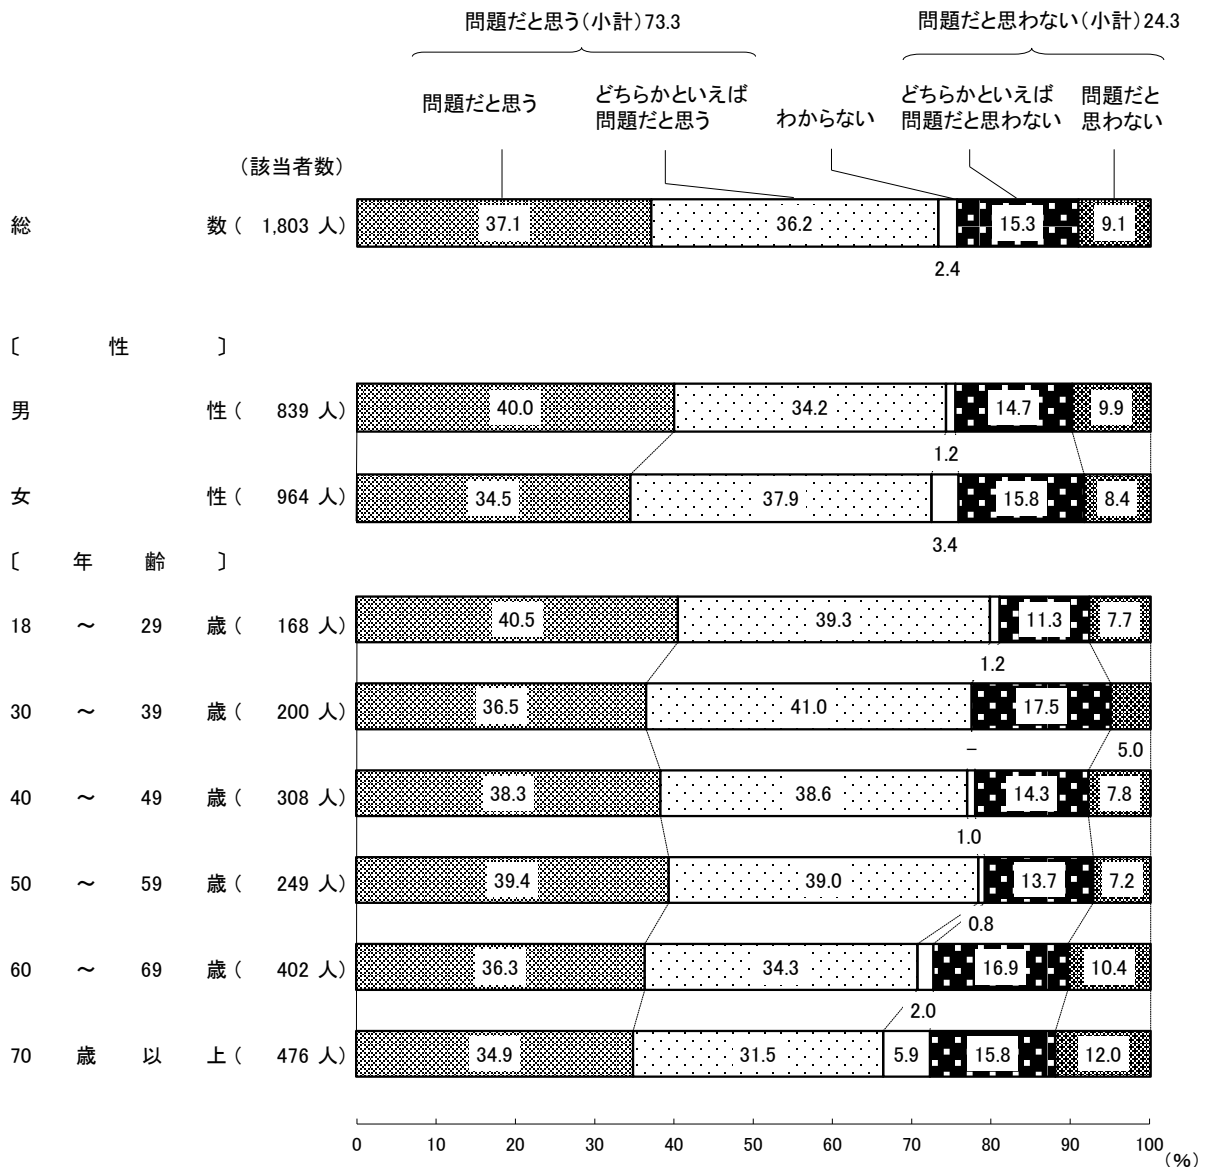 問題だと思う(小計)73.3 問題だと思わない(小計)24.3
問題だと思う どちらかといえば 問題だと思う わからない どちらかといえば 問題だと思わない 問題だと 思わない
(該当者数)
総 数 ( 1,803 人) 37.1 36.2 15.3 9.1
2.4
〔 性 〕
男 性 ( 839 人) 40.0 34.2 14.7 9.9
1.2
女 性 ( 964 人) 34.5 37.9 15.8 8.4
3.4
〔 年 齢 〕
18 ～ 29 歳 ( 168 人) 40.5 39.3 11.3 7.7
1.2
30 ～ 39 歳 ( 200 人) 36.5 41.0 17.5
- 5.0
40 ～ 49 歳 ( 308 人) 38.3 38.6 14.3 7.8
1.0
50 ～ 59 歳 ( 249 人) 39.4 39.0 13.7 7.2
0.8
60 ～ 69 歳 ( 402 人) 36.3 34.3 16.9 10.4
2.0
70 歳 以 上 ( 476 人) 34.9 31.5 5.9 15.8 12.0
0 10 20 30 40 50 60 70 80 90 100
(%)